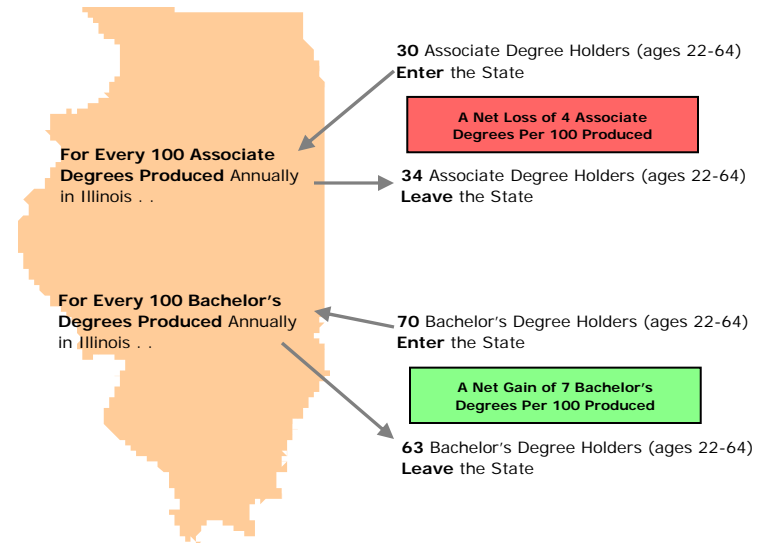 30 Associate Degree Holders (ages 22-64)
Enter the State
A Net Loss of 4 Associate
Degrees Per 100 Produced
For Every 100 Associate
Degrees Produced Annually
in Illinois . .
34 Associate Degree Holders (ages 22-64)
Leave the State
For Every 100 Bachelor's
Degrees Produced Annually
in Illinois . .
70 Bachelor's Degree Holders (ages 22-64)
Enter the State
A Net Gain of 7 Bachelor's
Degrees Per 100 Produced
63 Bachelor's Degree Holders (ages 22-64)
Leave the State